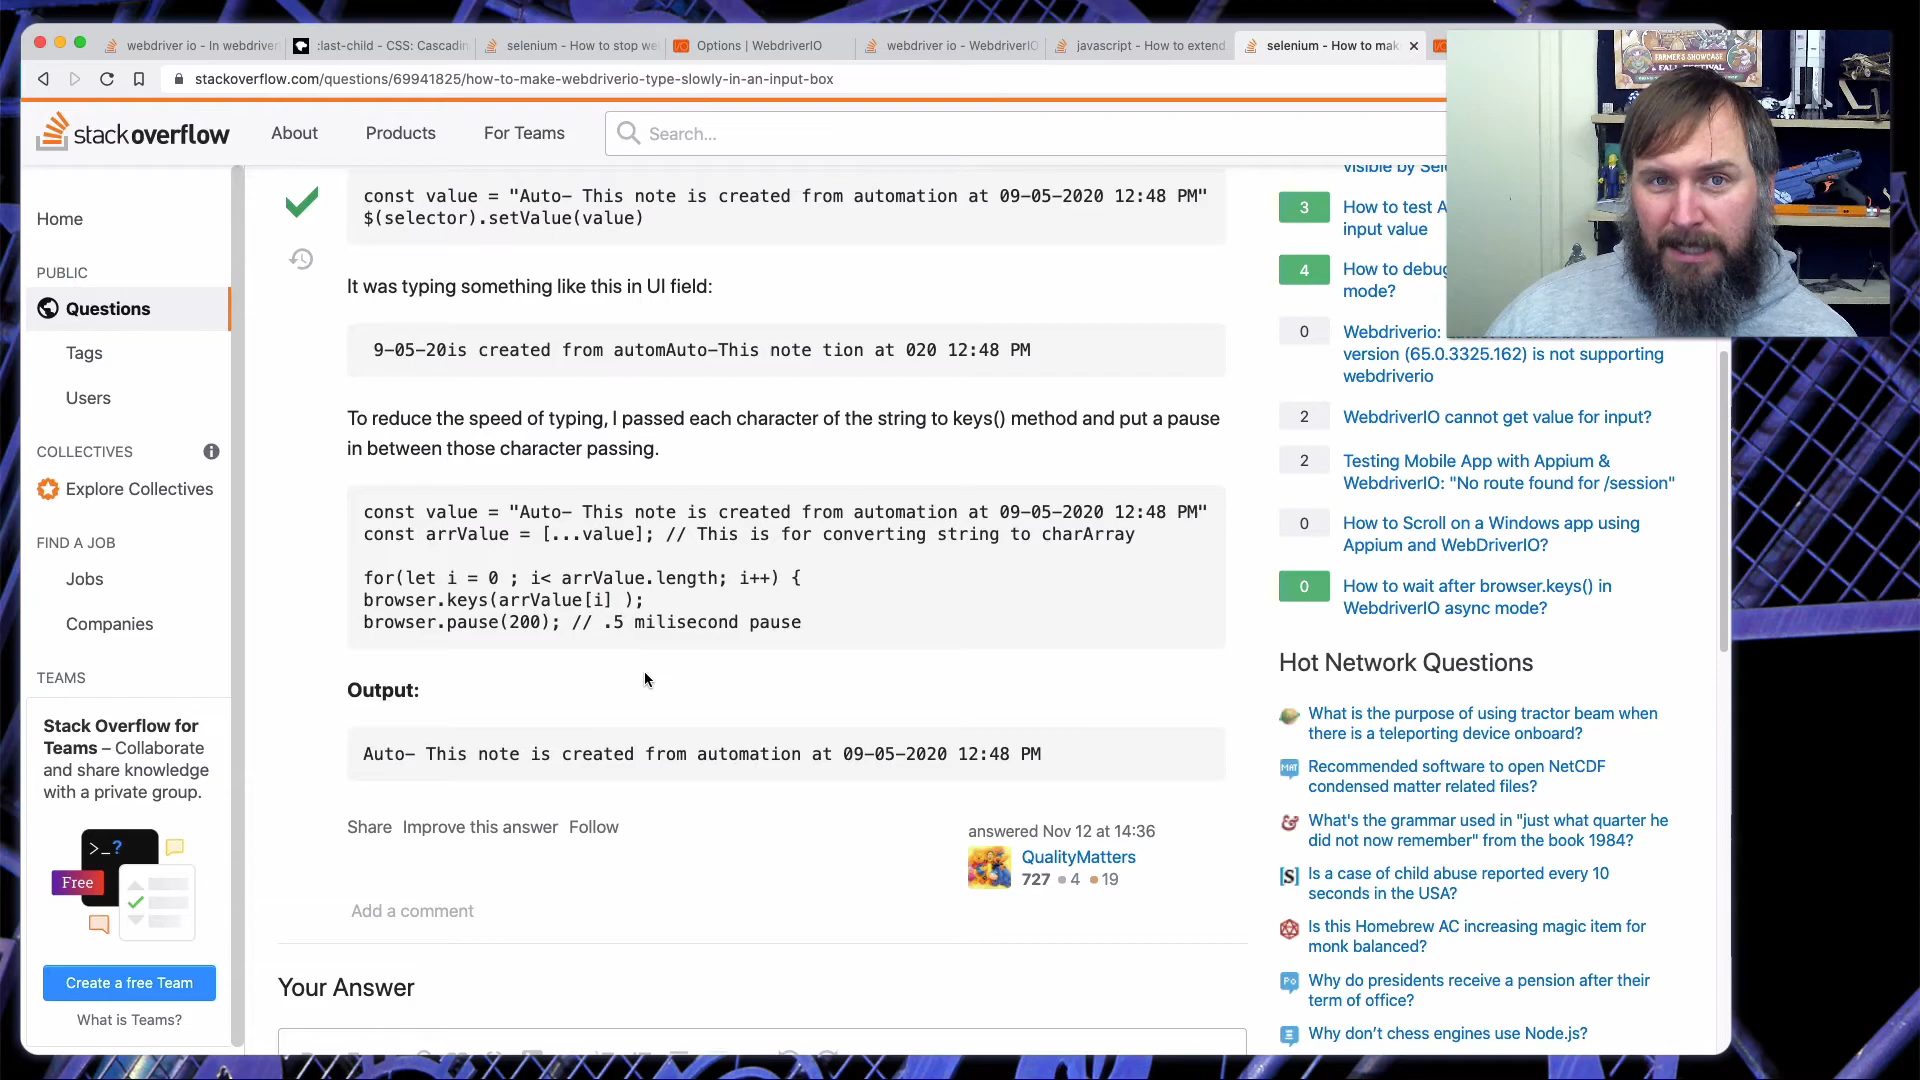 webdriver io - In webdriver
:last-child - CSS: Cascadin
selenium - How to stop we
Options | WebdriverIO
webdriver io - WebdriverIO
javascript - How to extend
selenium - How to mak
stackoverflow.com/questions/69941825/how-to-make-webdriverio-type-slowly-in-an-input-box
stackoverflow
About
Products
For Teams
Search...
Home
PUBLIC
Questions
Tags
Users
COLLECTIVES
Explore Collectives
FIND A JOB
Jobs
Companies
TEAMS
Stack Overflow for
Teams – Collaborate
and share knowledge
with a private group.
>_?
Free
Create a free Team
What is Teams?
const value = "Auto- This note is created from automation at 09-05-2020 12:48 PM"
$(selector).setValue(value)
It was typing something like this in UI field:
9-05-20is created from automAuto-This note tion at 020 12:48 PM
To reduce the speed of typing, I passed each character of the string to keys() method and put a pause
in between those character passing.
const value = "Auto- This note is created from automation at 09-05-2020 12:48 PM"
const arrValue = [...value]; // This is for converting string to charArray
for(let i = 0 ; i< arrValue.length; i++) {
browser.keys(arrValue[i] );
browser.pause(200); // .5 milisecond pause
Output:
Auto- This note is created from automation at 09-05-2020 12:48 PM
Share Improve this answer Follow
answered Nov 12 at 14:36
QualityMatters
727 4 19
Add a comment
Your Answer
visible by Sel
3 How to test A
input value
4 How to debug
mode?
0 Webdriverio:
version (65.0.3325.162) is not supporting
webdriverio
2 WebdriverIO cannot get value for input?
2 Testing Mobile App with Appium &
WebdriverIO: "No route found for /session"
0 How to Scroll on a Windows app using
Appium and WebDriverIO?
0 How to wait after browser.keys() in
WebdriverIO async mode?
Hot Network Questions
What is the purpose of using tractor beam when
there is a teleporting device onboard?
MAT Recommended software to open NetCDF
condensed matter related files?
What's the grammar used in "just what quarter he
did not now remember" from the book 1984?
[S] Is a case of child abuse reported every 10
seconds in the USA?
Is this Homebrew AC increasing magic item for
monk balanced?
Po Why do presidents receive a pension after their
term of office?
Why don't chess engines use Node.js?
FARMER'S SHOWCASE
FALL FESTIVAL